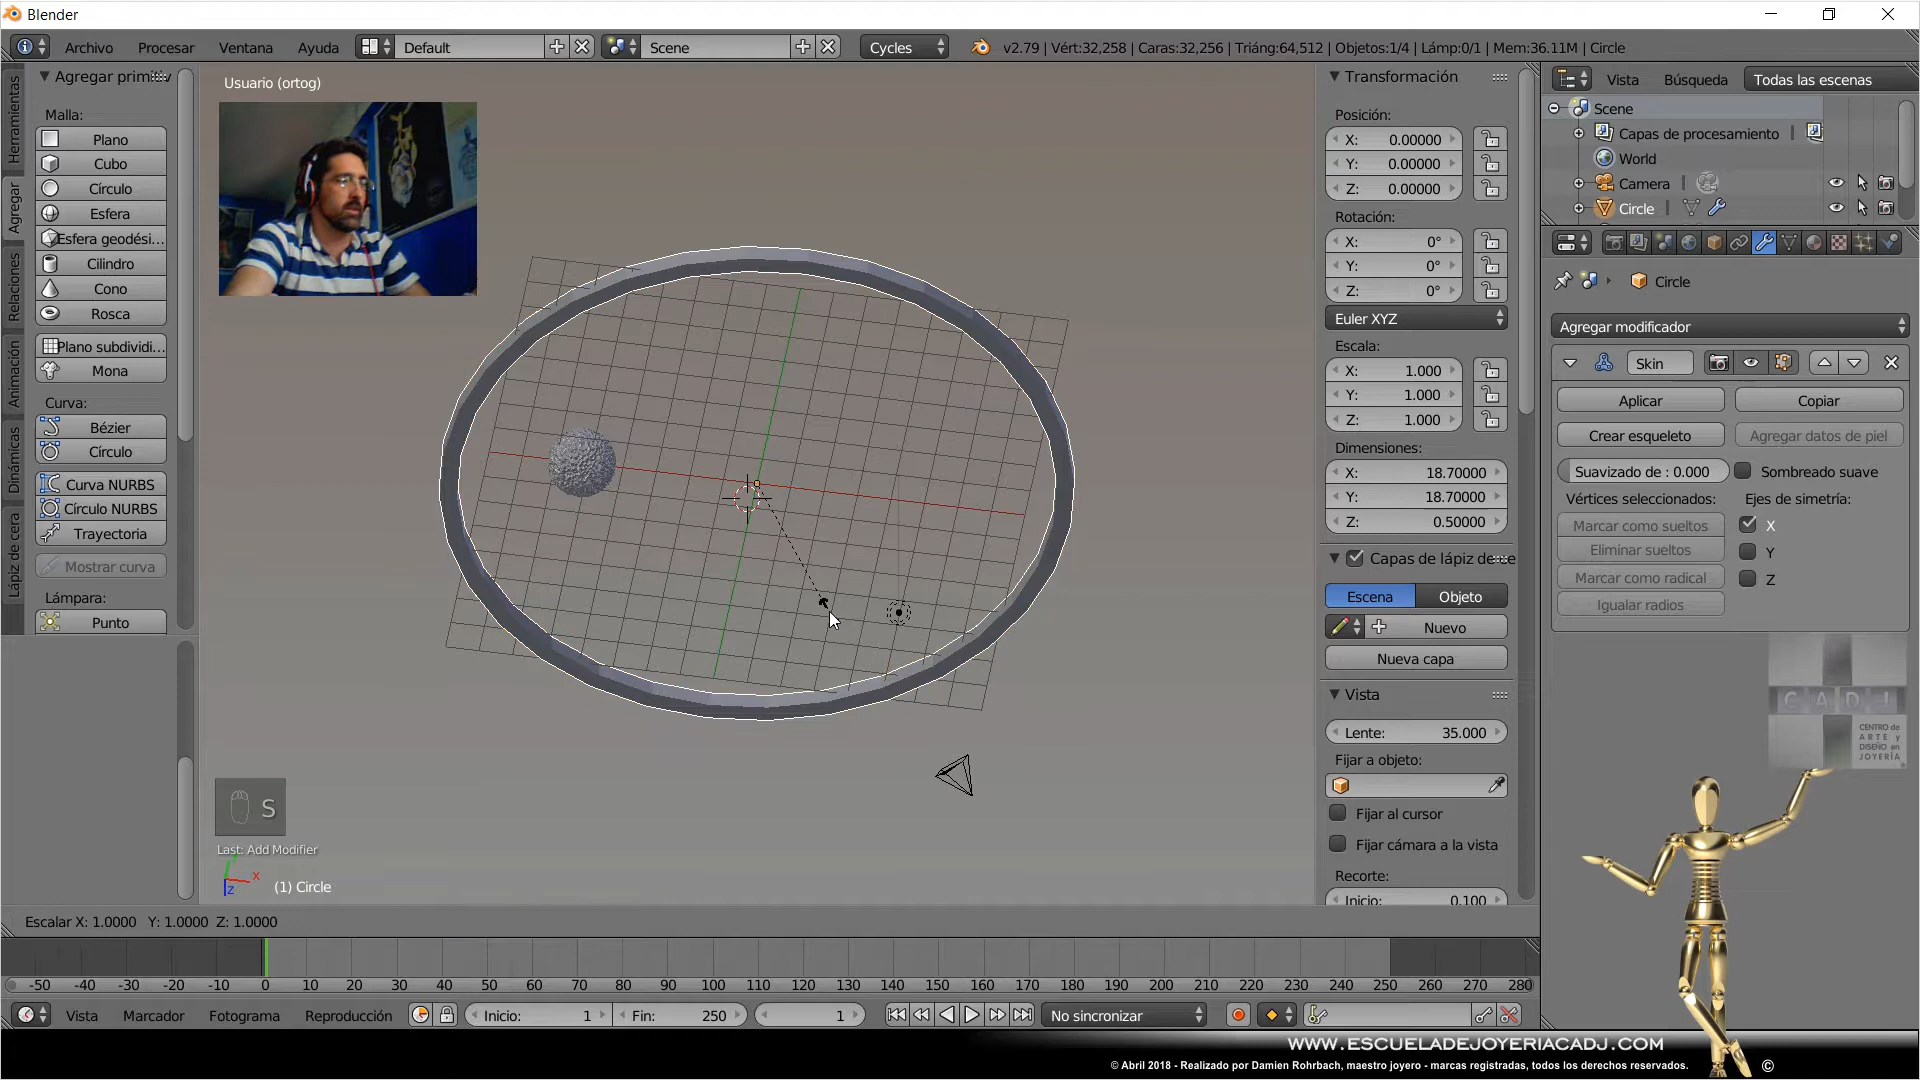 Blender
Archivo Procesar Ventana Ayuda Default Scene Cycles v2.79 | Vért:32,258 | Caras:32,256 | Triáng:64,512 | Objetos:1/4 | Lámp:0/1 | Mem:36.11M | Circle
Herramientas
Agregar
Relaciones
Animación
Dinámicas
Lápiz de cera
Agregar primitiv
Malla:
Plano
Cubo
Círculo
Esfera
Esfera geodési...
Cilindro
Cono
Rosca
Plano subdividi...
Mona
Curva:
Bézier
Círculo
Curva NURBS
Círculo NURBS
Trayectoria
Mostrar curva
Lámpara:
Punto
Usuario (ortog)
S
Last: Add Modifier
X
Z
(1) Circle
Escalar X: 1.0000 Y: 1.0000 Z: 1.0000
Transformación
Posición:
X: 0.00000
Y: 0.00000
Z: 0.00000
Rotación:
X: 0°
Y: 0°
Z: 0°
Euler XYZ
Escala:
X: 1.000
Y: 1.000
Z: 1.000
Dimensiones:
X: 18.70000
Y: 18.70000
Z: 0.50000
Escena Objeto
Nuevo
Nueva capa
Vista
Lente: 35.000
Fijar a objeto:
Fijar al cursor
Fijar cámara a la vista
Recorte:
Inicio: 0.100
Vista Búsqueda Todas las escenas
Scene
Capas de procesamiento |
World
Camera |
Circle |
Circle
Agregar modificador
Skin
Aplicar Copiar
Crear esqueleto Agregar datos de piel
Suavizado de : 0.000 Sombreado suave
Vértices seleccionados: Ejes de simetría:
Marcar como sueltos X
Eliminar sueltos Y
Marcar como radical Z
Igualar radios
CADJ
CENTRO de
ARTE y
DISEÑO en
JOYERÍA
-50 -40 -30 -20 -10 0 10 20 30 40 50 60 70 80 90 100 110 120 130 140 150 160 170 180 190 200 210 220 230 240 250 260 270 280
Vista Marcador Fotograma Reproducción Inicio: 1 Fin: 250 1 No sincronizar
WWW.ESCUELADEJOYERIACADJ.COM
© Abril 2018 - Realizado por Damien Rohrbach, maestro joyero - marcas registradas, todos los derechos reservados. ©